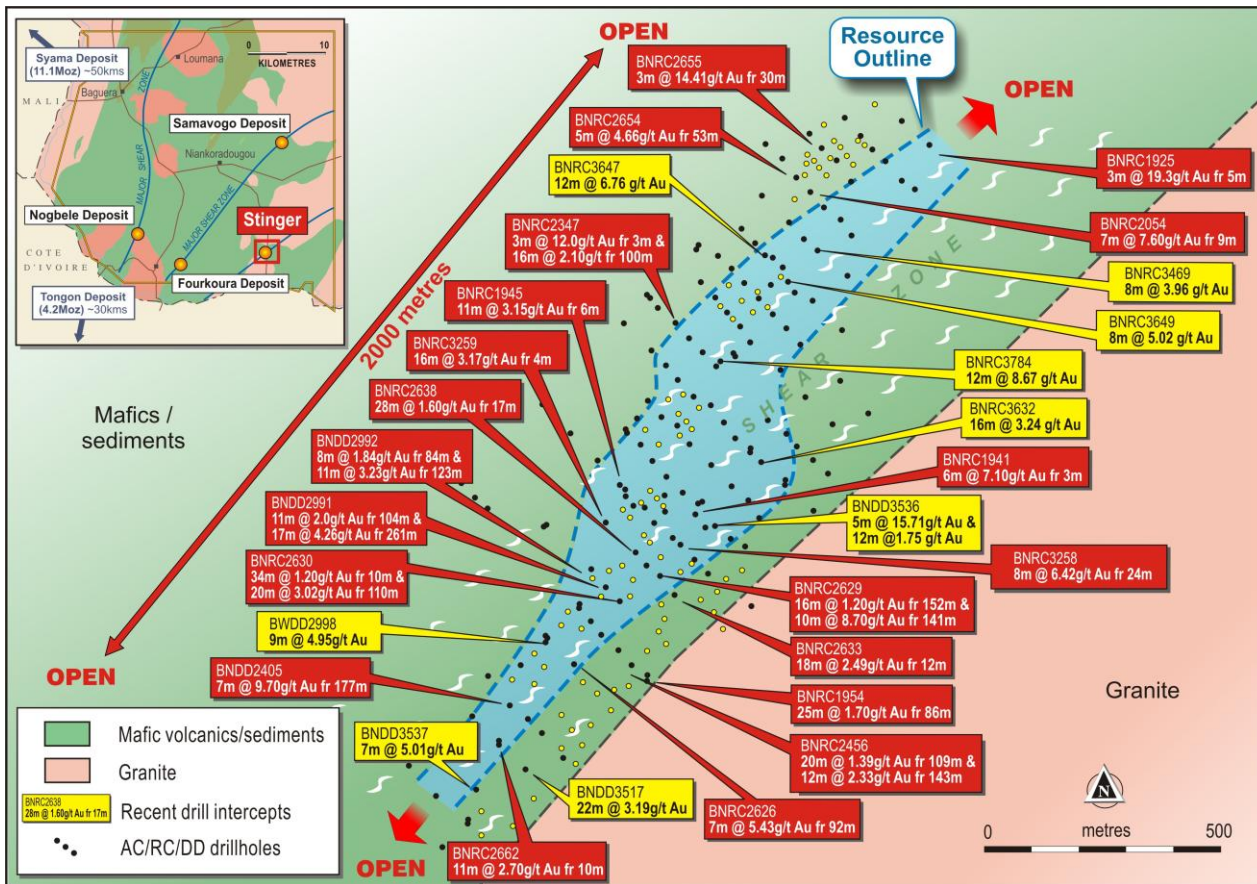 Syama Deposit
(11.1Moz) ~50kms
Loumana
0 10
KILOMETRES
MALI
Baguera
MAJOR SHEAR ZONE
Samavogo Deposit
Niankoradougou
Nogbele Deposit
MAJOR SHEAR ZONE
Stinger
COTE
D'IVOIRE
Fourkoura Deposit
Tongon Deposit
(4.2Moz) ~30kms
OPEN
Resource
Outline
OPEN
2000 metres
BNRC2655
3m @ 14.41g/t Au fr 30m
BNRC2654
5m @ 4.66g/t Au fr 53m
BNRC3647
12m @ 6.76 g/t Au
BNRC2347
3m @ 12.0g/t Au fr 3m &
16m @ 2.10g/t fr 100m
BNRC1945
11m @ 3.15g/t Au fr 6m
BNRC3259
16m @ 3.17g/t Au fr 4m
BNRC2638
28m @ 1.60g/t Au fr 17m
BNDD2992
8m @ 1.84g/t Au fr 84m &
11m @ 3.23g/t Au fr 123m
BNDD2991
11m @ 2.0g/t Au fr 104m &
17m @ 4.26g/t Au fr 261m
BNRC2630
34m @ 1.20g/t Au fr 10m &
20m @ 3.02g/t Au fr 110m
BWDD2998
9m @ 4.95g/t Au
BNDD2405
7m @ 9.70g/t Au fr 177m
BNDD3537
7m @ 5.01g/t Au
BNRC1925
3m @ 19.3g/t Au fr 5m
BNRC2054
7m @ 7.60g/t Au fr 9m
BNRC3469
8m @ 3.96 g/t Au
BNRC3649
8m @ 5.02 g/t Au
BNRC3784
12m @ 8.67 g/t Au
BNRC3632
16m @ 3.24 g/t Au
BNRC1941
6m @ 7.10g/t Au fr 3m
BNDD3536
5m @ 15.71g/t Au &
12m @1.75 g/t Au
BNRC3258
8m @ 6.42g/t Au fr 24m
BNRC2629
16m @ 1.20g/t Au fr 152m &
10m @ 8.70g/t Au fr 141m
BNRC2633
18m @ 2.49g/t Au fr 12m
BNRC1954
25m @ 1.70g/t Au fr 86m
BNRC2456
20m @ 1.39g/t Au fr 109m &
12m @ 2.33g/t Au fr 143m
BNRC2626
7m @ 5.43g/t Au fr 92m
BNDD3517
22m @ 3.19g/t Au
BNRC2662
11m @ 2.70g/t Au fr 10m
SHEAR ZONE
Mafics /
sediments
Granite
OPEN
OPEN
Mafic volcanics/sediments
Granite
BNRC2638
28m @ 1.60g/t Au fr 17m
Recent drill intercepts
AC/RC/DD drillholes
N
0 metres 500